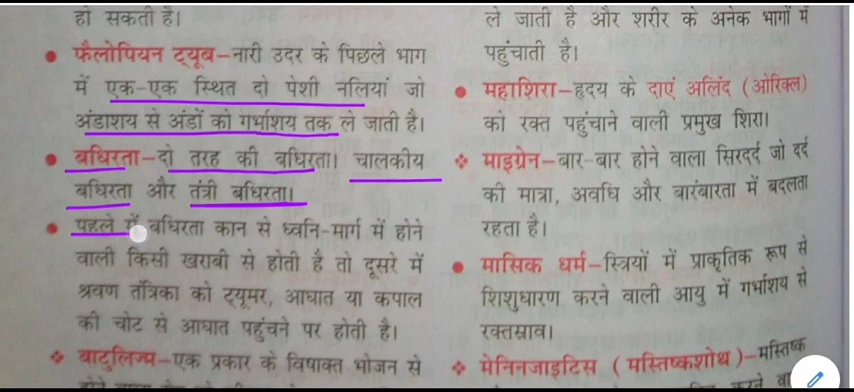 हो सकती है।
फैलोपियन ट्यूब–नारी उदर के पिछले भाग
में एक-एक स्थित दो पेशी नलियां जो
अंडाशय से अंडों को गर्भाशय तक ले जाती है।
बधिरता–दो तरह की बधिरता। चालकीय
बधिरता और तंत्री बधिरता।
पहले में बधिरता कान से ध्वनि-मार्ग में होने
वाली किसी खराबी से होती है तो दूसरे में
श्रवण तंत्रिका को ट्यूमर, आघात या कपाल
की चोट से आघात पहुंचने पर होती है।
बाटुलिज्म–एक प्रकार के विषाक्त भोजन से
ले जाती है और शरीर के अनेक भागों में
पहुंचाती है।
महाशिरा–हृदय के दाएं अलिंद (ओरिक्ल)
को रक्त पहुंचाने वाली प्रमुख शिरा।
माइग्रेन–बार-बार होने वाला सिरदर्द जो दर्द
की मात्रा, अवधि और बारंबारता में बदलता
रहता है।
मासिक धर्म–स्त्रियों में प्राकृतिक रूप से
शिशुधारण करने वाली आयु में गर्भाशय से
रक्तस्राव।
मेनिनजाइटिस (मस्तिष्कशोथ)–मस्तिष्क